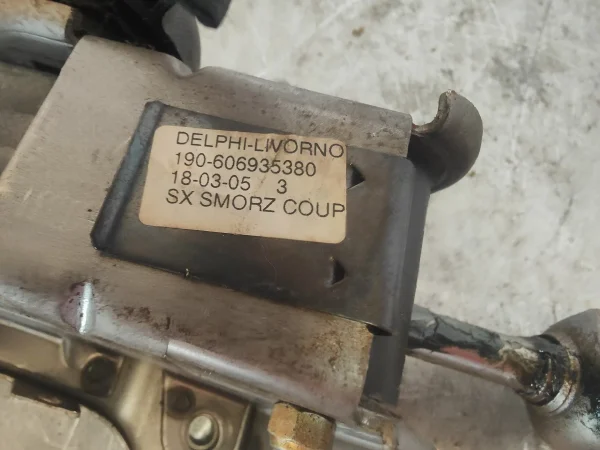 DELPHI-LIVORNO
190-606935380
18-03-05 3
SX SMORZ COUP